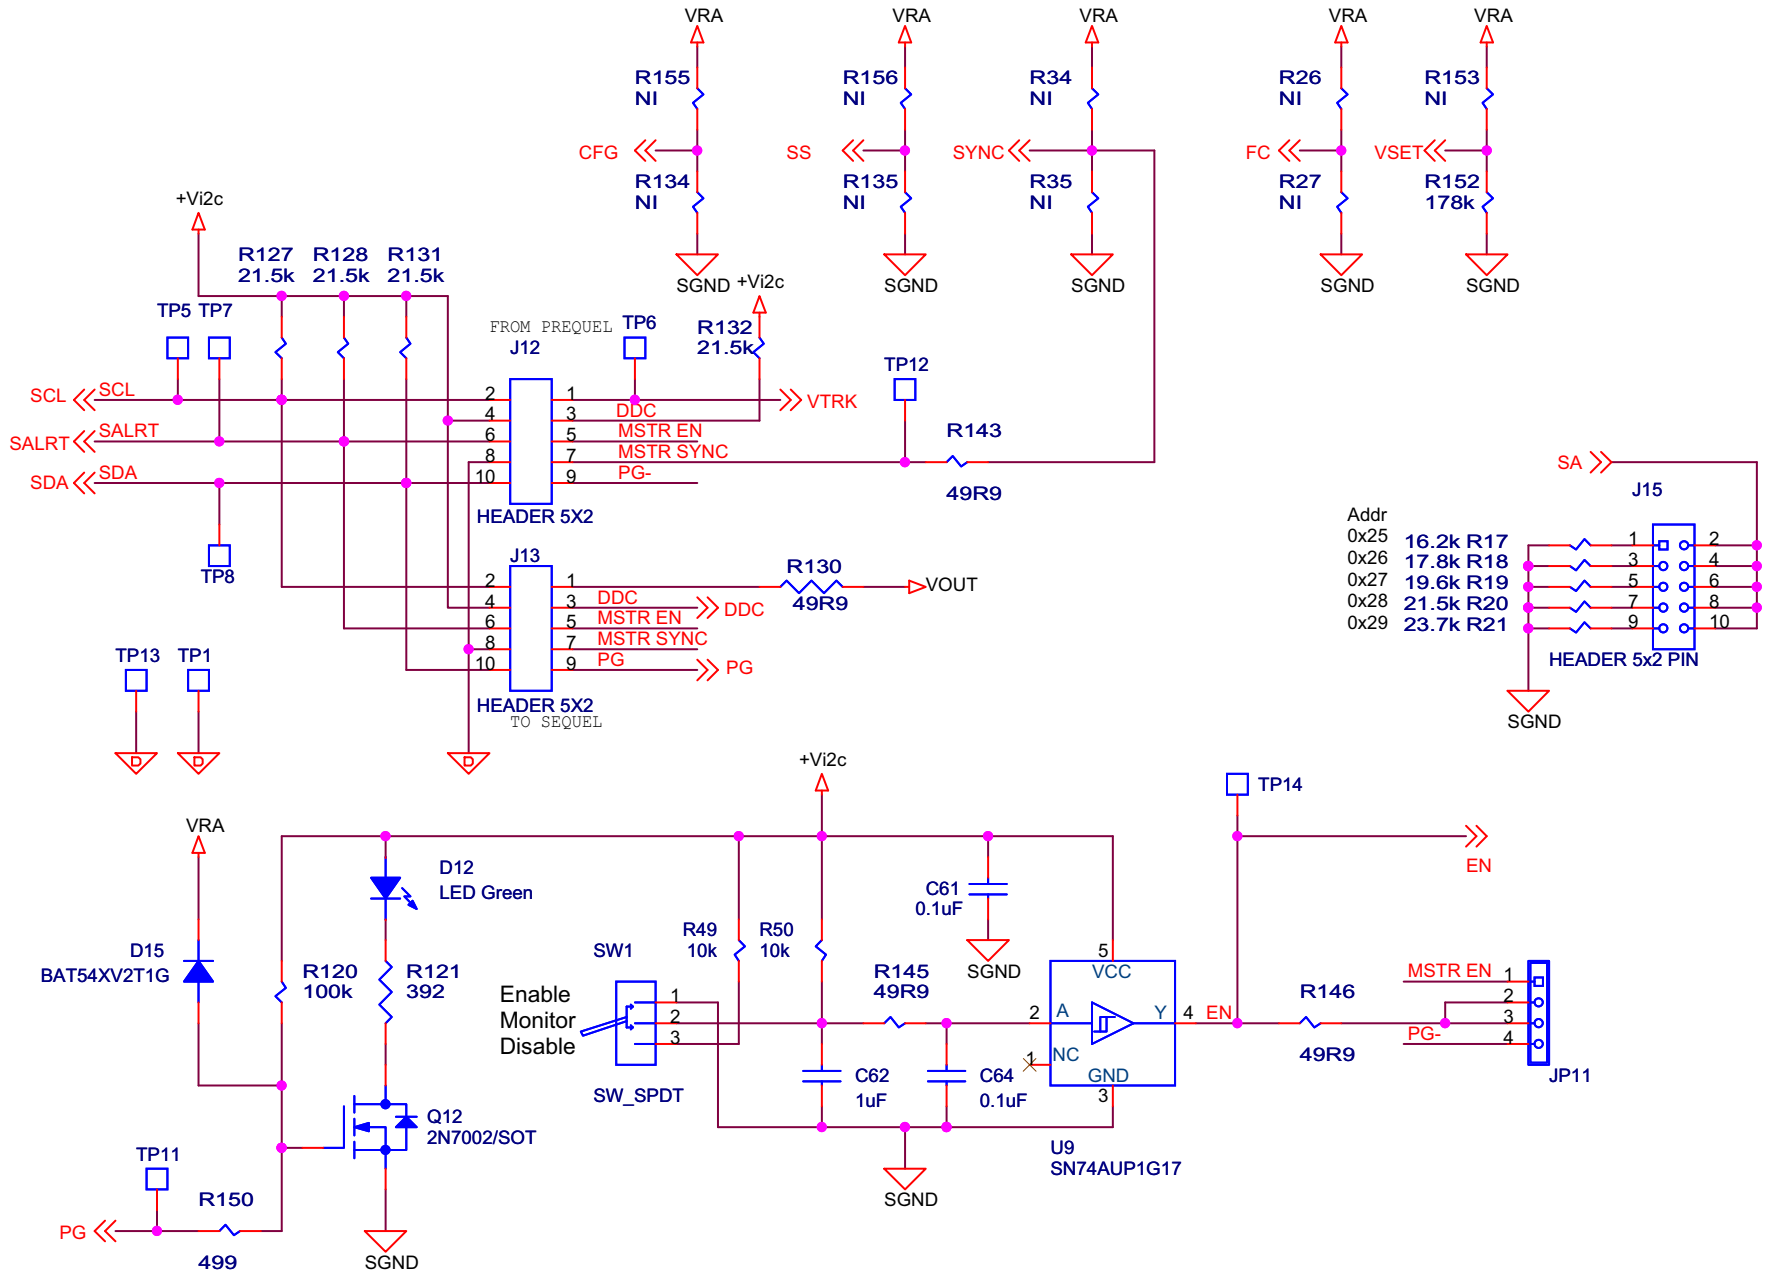 VRA VRA VRA VRA VRA
R155 R156 R34 R26 R153
NI NI NI NI NI
CFG SS SYNC FC VSET
R134 R135 R35 R27 R152
NI NI NI NI 178k
SGND SGND SGND SGND SGND
+Vi2c
R127 R128 R131
21.5k 21.5k 21.5k
+Vi2c
TP5 TP7
FROM PREQUEL TP6 R132
J12 21.5k
TP12
SCL SCL 2 1 VTRK
4 3 DDC
SALRT SALRT 6 5 MSTR EN
8 7 MSTR SYNC
SDA SDA 10 9 PG-
R143
49R9
HEADER 5X2
TP8
J13
R130
49R9
2 1 VOUT
4 3 DDC DDC
6 5 MSTR EN
8 7 MSTR SYNC
10 9 PG PG
HEADER 5X2
TO SEQUEL
SA
J15
Addr
0x25 16.2k R17 1 2
0x26 17.8k R18 3 4
0x27 19.6k R19 5 6
0x28 21.5k R20 7 8
0x29 23.7k R21 9 10
HEADER 5x2 PIN
SGND
TP13 TP1
D D D
+Vi2c
TP14
VRA
EN
D12
LED Green
C61
0.1uF
SGND
D15
BAT54XV2T1G
R120
100k
R121
392
SW1
R49 R50
10k 10k
Enable
Monitor
Disable
1
2
3
SW_SPDT
R145
49R9
C62
1uF
C64
0.1uF
SGND
5
VCC
2 A Y 4 EN
1 NC
GND
3
U9
SN74AUP1G17
R146
49R9
MSTR EN 1
2
3
PG- 4
JP11
Q12
2N7002/SOT
TP11
R150
PG
499
SGND